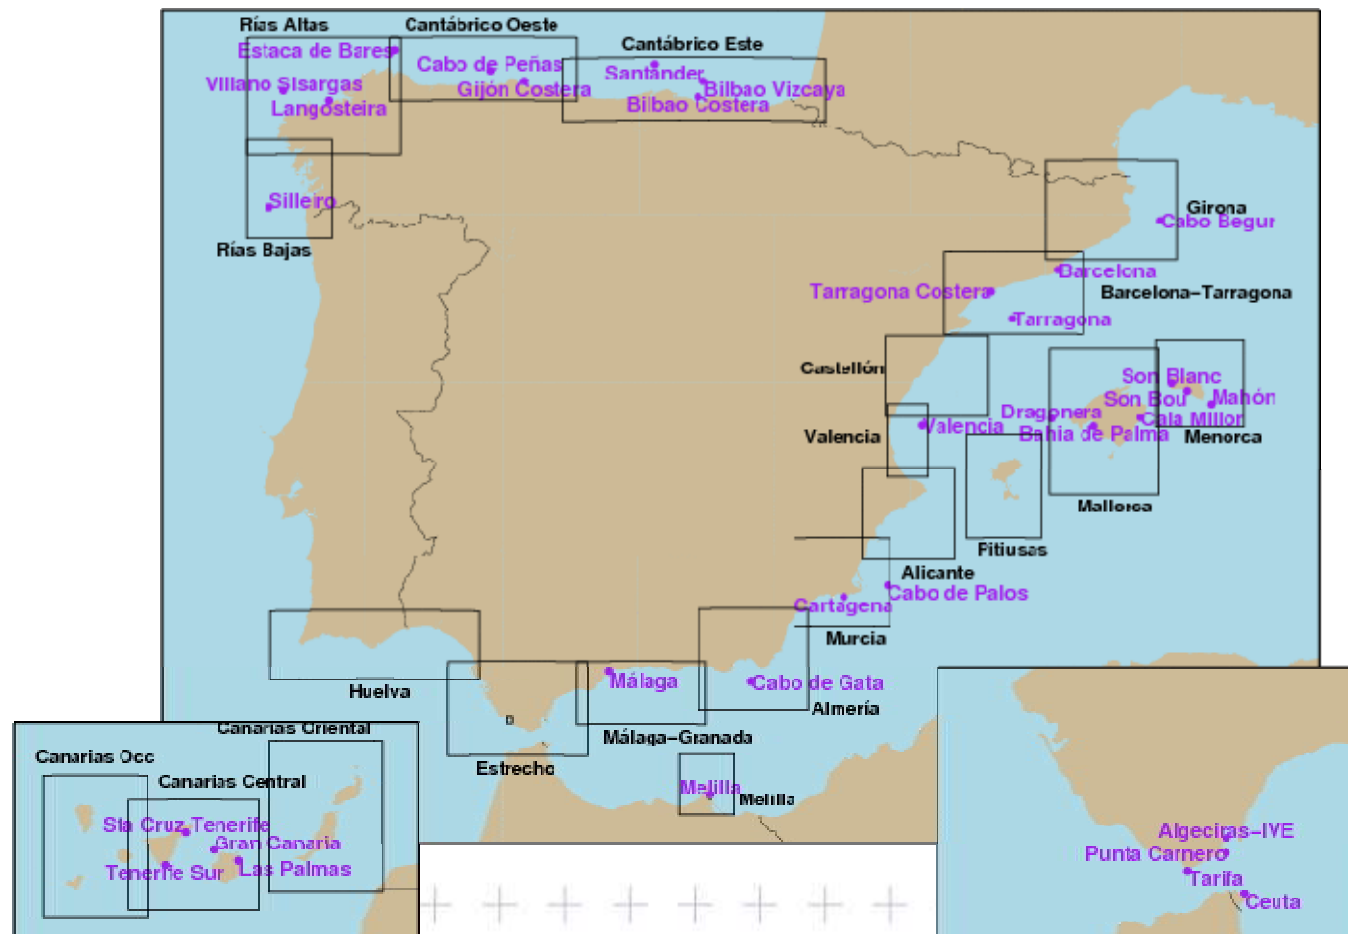 Rías Altas
Cantábrico Oeste
Cantábrico Este
Estaca de Bares
Cabo de Peñas
Santander
Villano Sisargas
Gijón Costera
Bilbao Vizcaya
Langosteira
Bilbao Costera
Silleiro
Girona
Cabo Begur
Rías Bajas
Barcelona
Tarragona Costera
Barcelona-Tarragona
Tarragona
Castellón
Son Blanc
Son Bou
Mahón
Dragonera
Cala Millor
Valencia
Valencia
Bahia de Palma
Menorca
Mallorca
Pitiusas
Alicante
Cabo de Palos
Cartagena
Murcia
Málaga
Cabo de Gata
Huelva
Almería
Canarias Oriental
Málaga-Granada
Canarias Occ
Estrecho
Canarias Central
Melilla
Melilla
Sta Cruz Tenerife
Algeciras-IVE
Gran Canaria
Punta Carnero
Tenerife Sur
Las Palmas
Tarifa
Ceuta